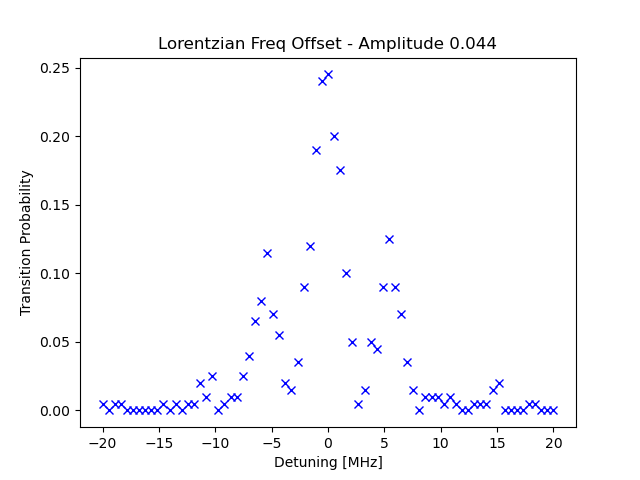 Lorentzian Freq Offset - Amplitude 0.044
0.25
0.20
0.15
0.10
0.05
0.00
Transition Probability
−20 −15 −10 −5 0 5 10 15 20
Detuning [MHz]